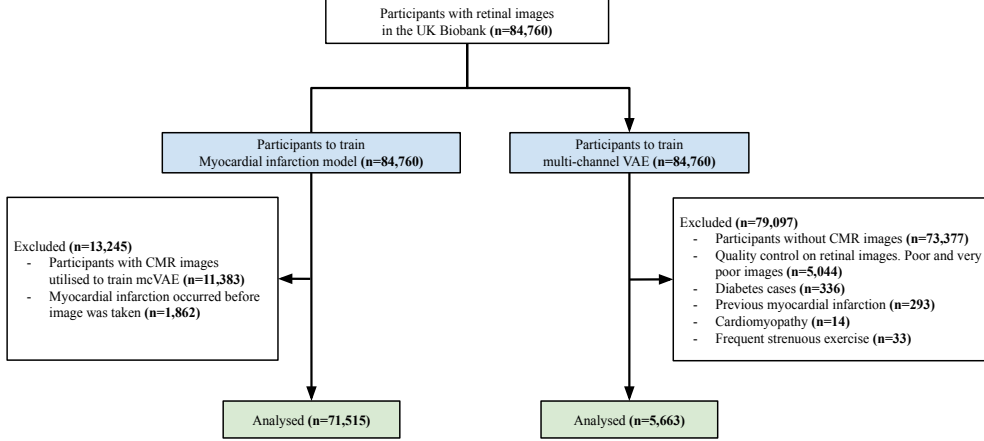 Participants with retinal images
in the UK Biobank (n=84,760)
Participants to train
Myocardial infarction model (n=84,760)
Participants to train
multi-channel VAE (n=84,760)
Excluded (n=13,245)
- Participants with CMR images
utilised to train mcVAE (n=11,383)
- Myocardial infarction occurred before
image was taken (n=1,862)
Excluded (n=79,097)
- Participants without CMR images (n=73,377)
- Quality control on retinal images. Poor and very
poor images (n=5,044)
- Diabetes cases (n=336)
- Previous myocardial infarction (n=293)
- Cardiomyopathy (n=14)
- Frequent strenuous exercise (n=33)
Analysed (n=71,515)
Analysed (n=5,663)